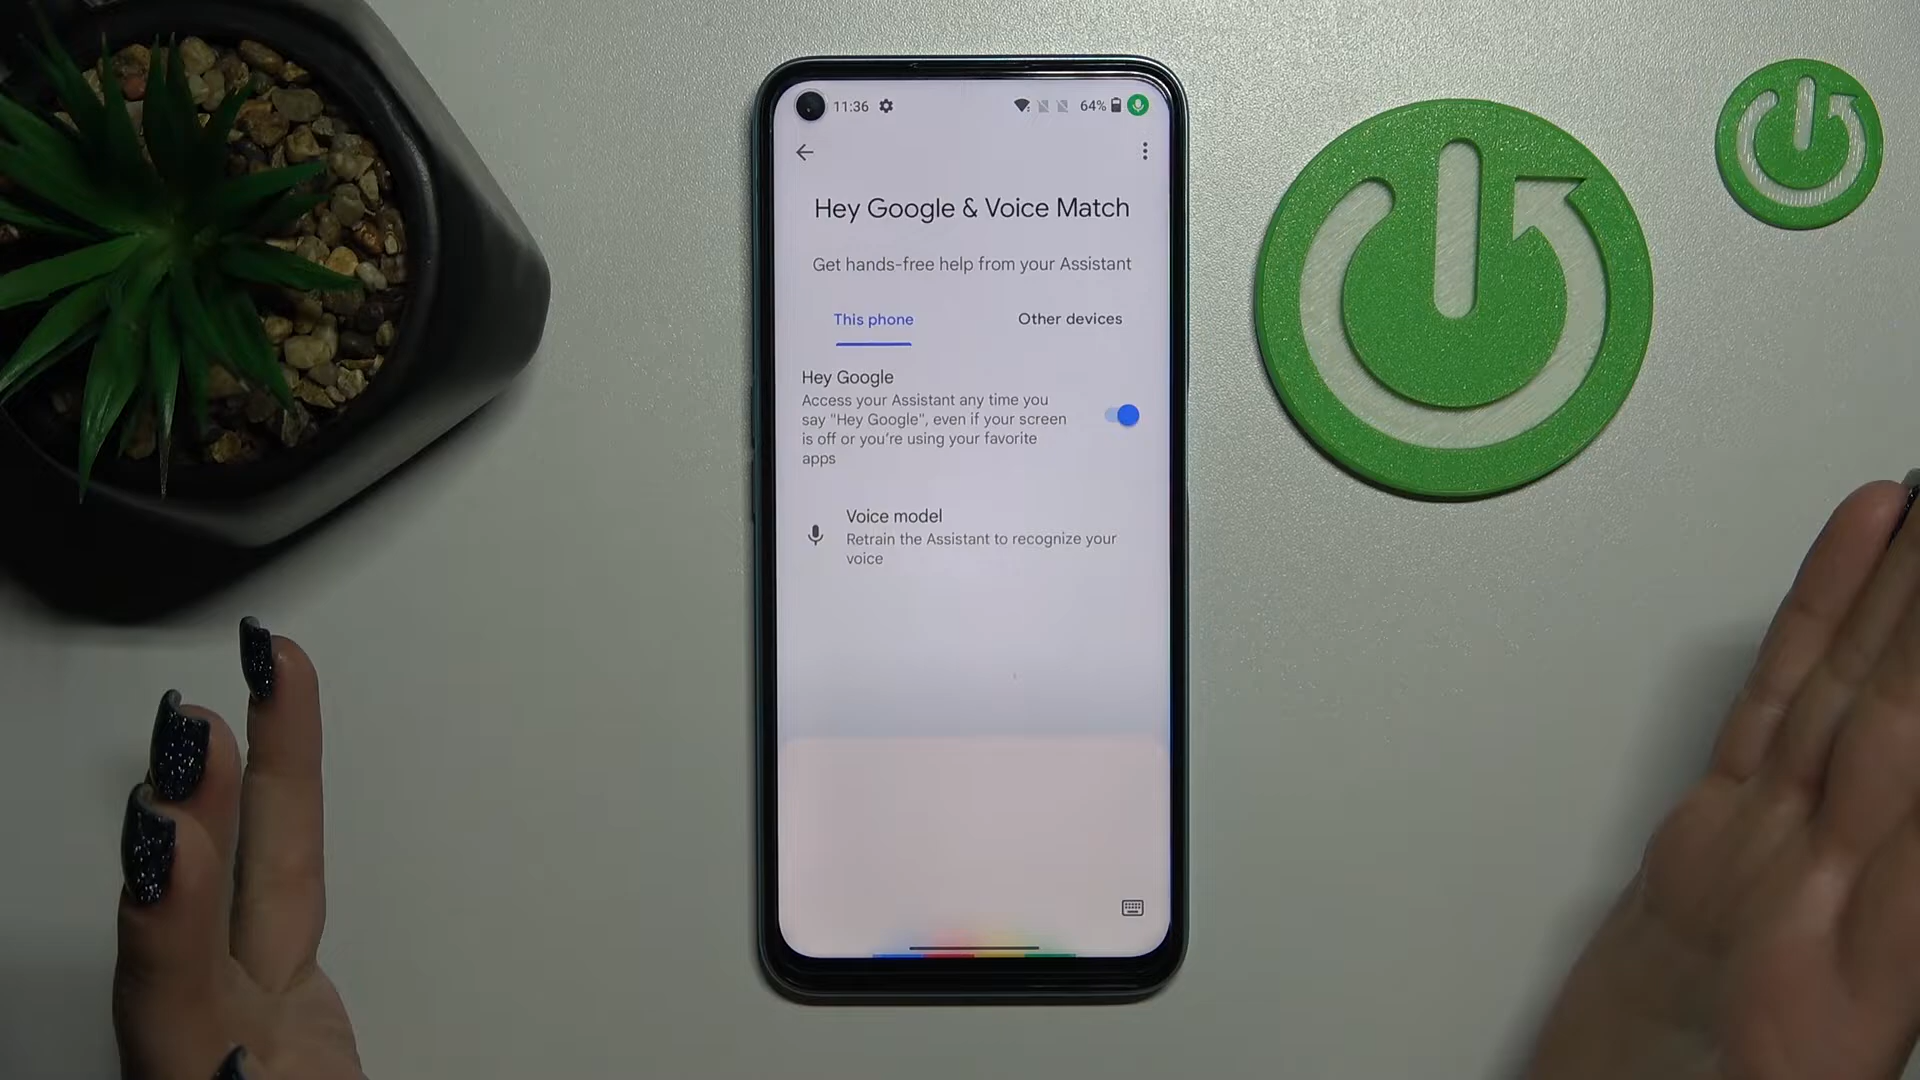 11:36 64%
Hey Google & Voice Match
Get hands-free help from your Assistant
This phone Other devices
Hey Google
Access your Assistant any time you
say "Hey Google", even if your screen
is off or you're using your favorite
apps
Voice model
Retrain the Assistant to recognize your
voice